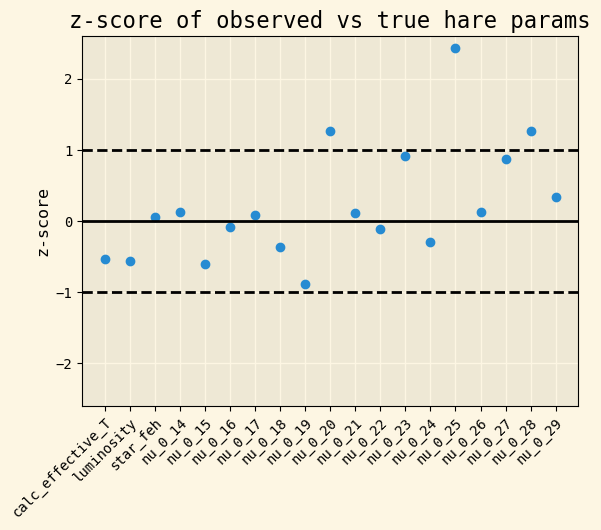 z-score of observed vs true hare params
z-score
2
1
0
−1
−2
calc_effective_T
luminosity
star_feh
nu_0_14
nu_0_15
nu_0_16
nu_0_17
nu_0_18
nu_0_19
nu_0_20
nu_0_21
nu_0_22
nu_0_23
nu_0_24
nu_0_25
nu_0_26
nu_0_27
nu_0_28
nu_0_29